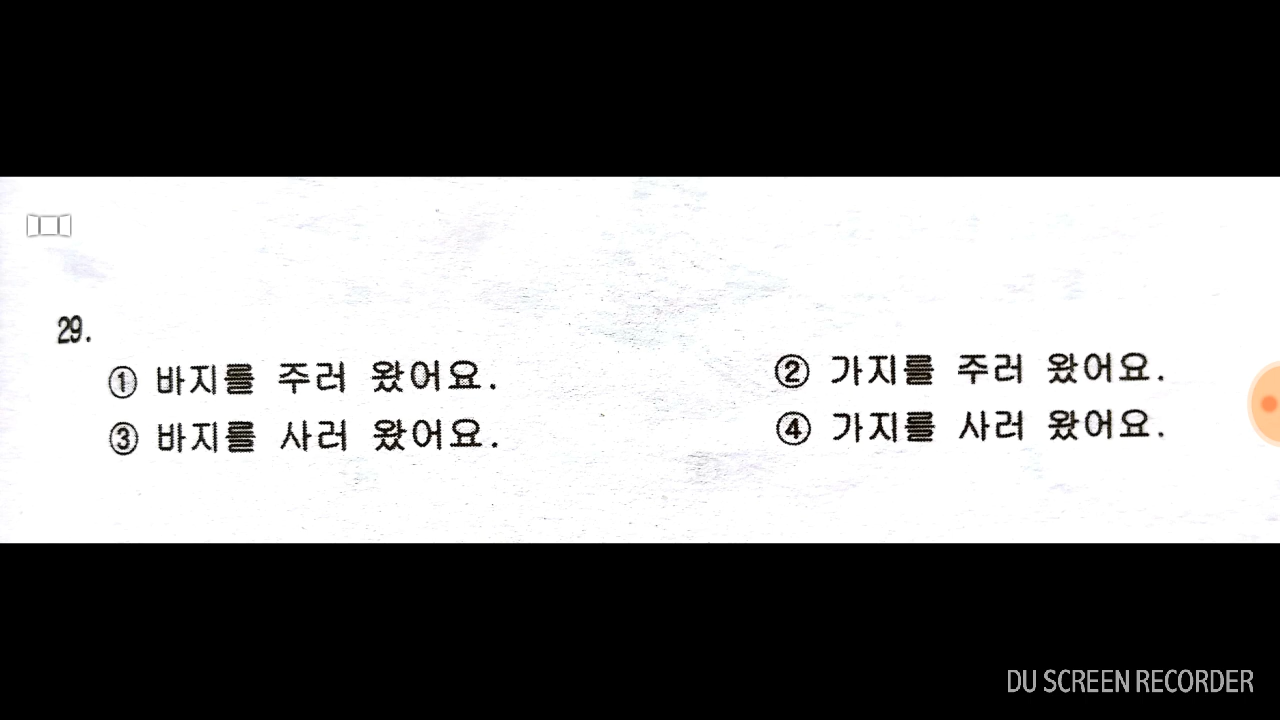 29.
① 바지를 주러 왔어요.
② 가지를 주러 왔어요.
③ 바지를 사러 왔어요.
④ 가지를 사러 왔어요.
DU SCREEN RECORDER